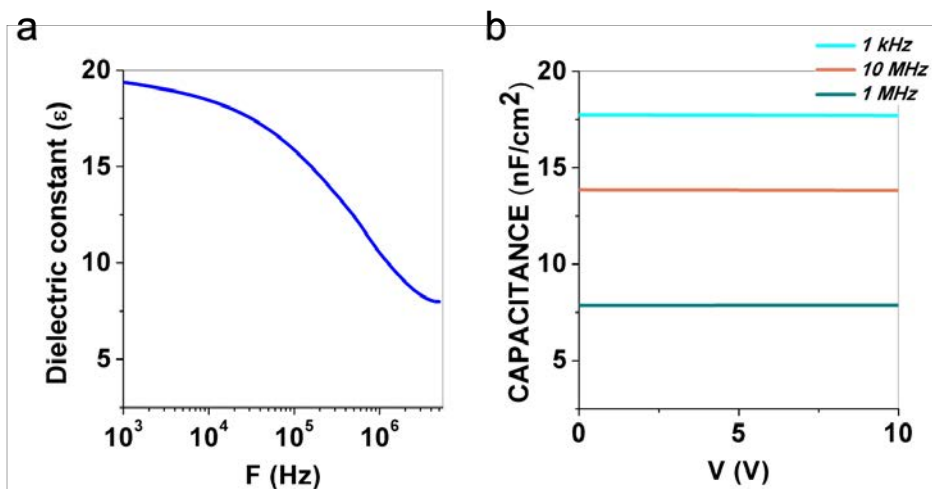 a
Dielectric constant (ε)
20
15
10
5
10³ 10⁴ 10⁵ 10⁶
F (Hz)
b
1 kHz
10 MHz
1 MHz
CAPACITANCE (nF/cm²)
20
15
10
5
0 5 10
V (V)